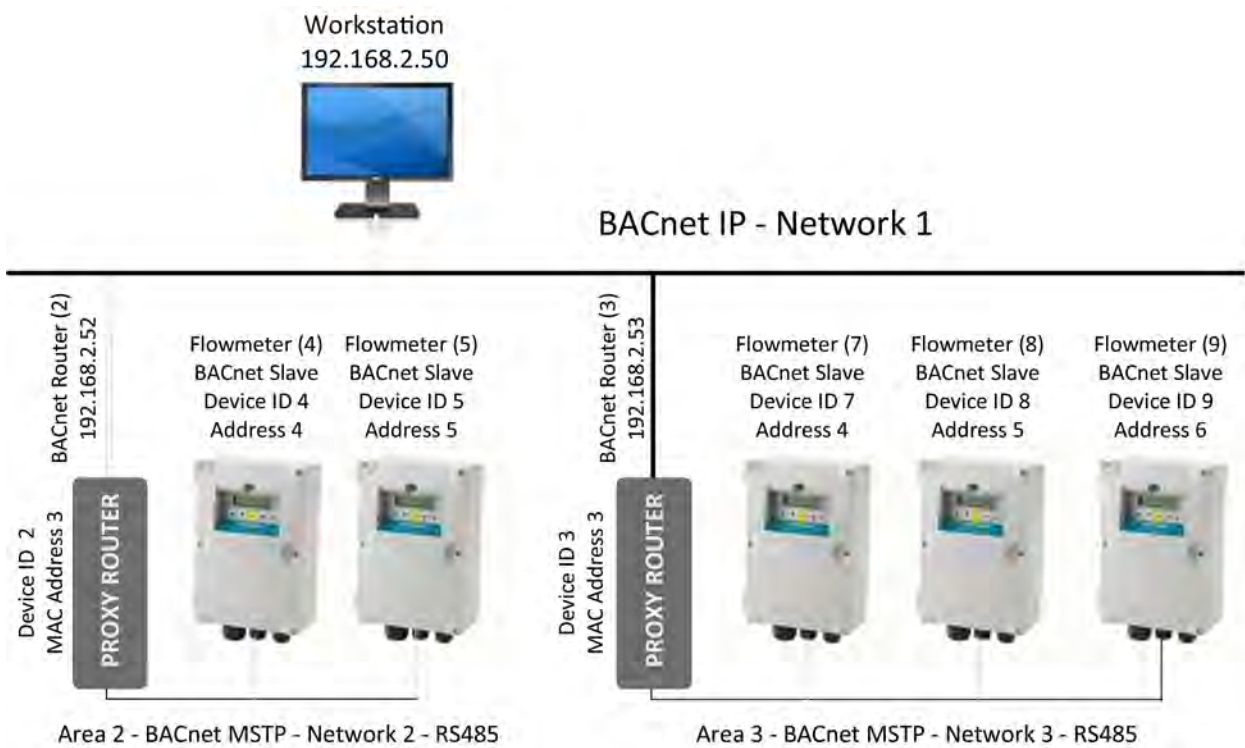 Workstation
192.168.2.50
BACnet IP - Network 1
BACnet Router (2)
192.168.2.52
Flowmeter (4)
BACnet Slave
Device ID 4
Address 4
Flowmeter (5)
BACnet Slave
Device ID 5
Address 5
BACnet Router (3)
192.168.2.53
Flowmeter (7)
BACnet Slave
Device ID 7
Address 4
Flowmeter (8)
BACnet Slave
Device ID 8
Address 5
Flowmeter (9)
BACnet Slave
Device ID 9
Address 6
Device ID 2
MAC Address 3
PROXY ROUTER
Device ID 3
MAC Address 3
PROXY ROUTER
Area 2 - BACnet MSTP - Network 2 - RS485
Area 3 - BACnet MSTP - Network 3 - RS485